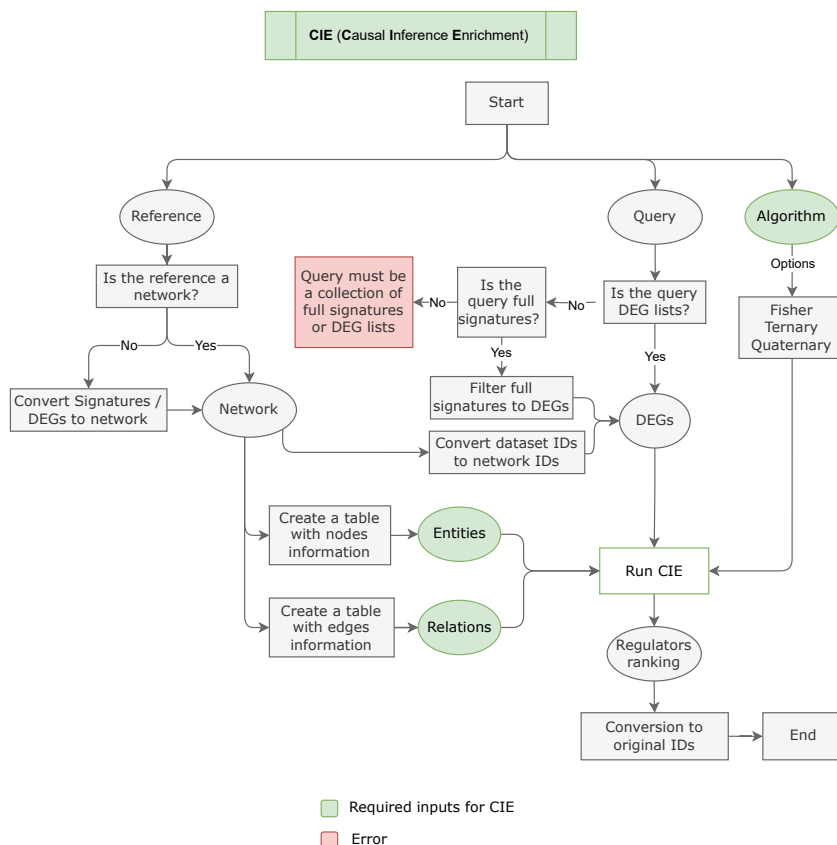 CIE (Causal Inference Enrichment)
Start
Reference
Query
Algorithm
Is the reference a
network?
Query must be
a collection of
full signatures
or DEG lists
No
Is the
query full
signatures?
No
Is the query
DEG lists?
Options
Fisher
Ternary
Quaternary
No
Yes
Yes
Yes
Convert Signatures /
DEGs to network
Network
Filter full
signatures to DEGs
DEGs
Convert dataset IDs
to network IDs
Create a table
with nodes
information
Entities
Run CIE
Create a table
with edges
information
Relations
Regulators
ranking
Conversion to
original IDs
End
Required inputs for CIE
Error